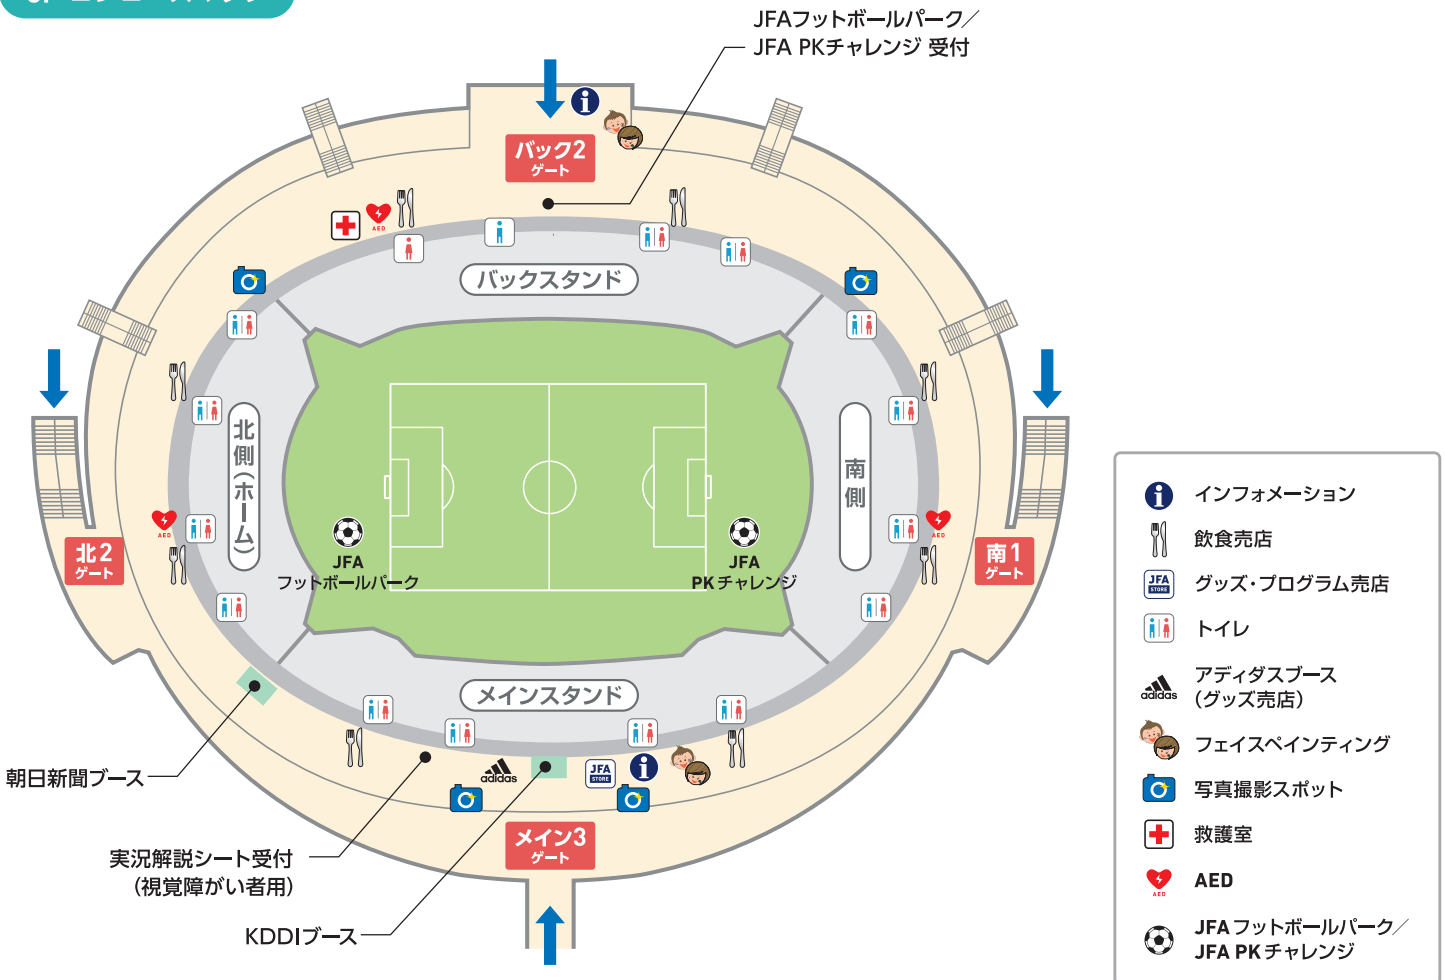 JFAフットボールパーク／
JFA PKチャレンジ 受付
バック2
ゲート
AED
バックスタンド
北側(ホーム)
南側
AED
AED
北2
ゲート
南1
ゲート
JFA
フットボールパーク
JFA
PKチャレンジ
メインスタンド
朝日新聞ブース
adidas
JFA
STORE
メイン3
ゲート
実況解説シート受付
(視覚障がい者用)
KDDIブース
インフォメーション
飲食売店
JFA
STORE
グッズ・プログラム売店
トイレ
adidas
アディダスブース
(グッズ売店)
フェイスペインティング
写真撮影スポット
救護室
AED
AED
JFAフットボールパーク／
JFA PKチャレンジ